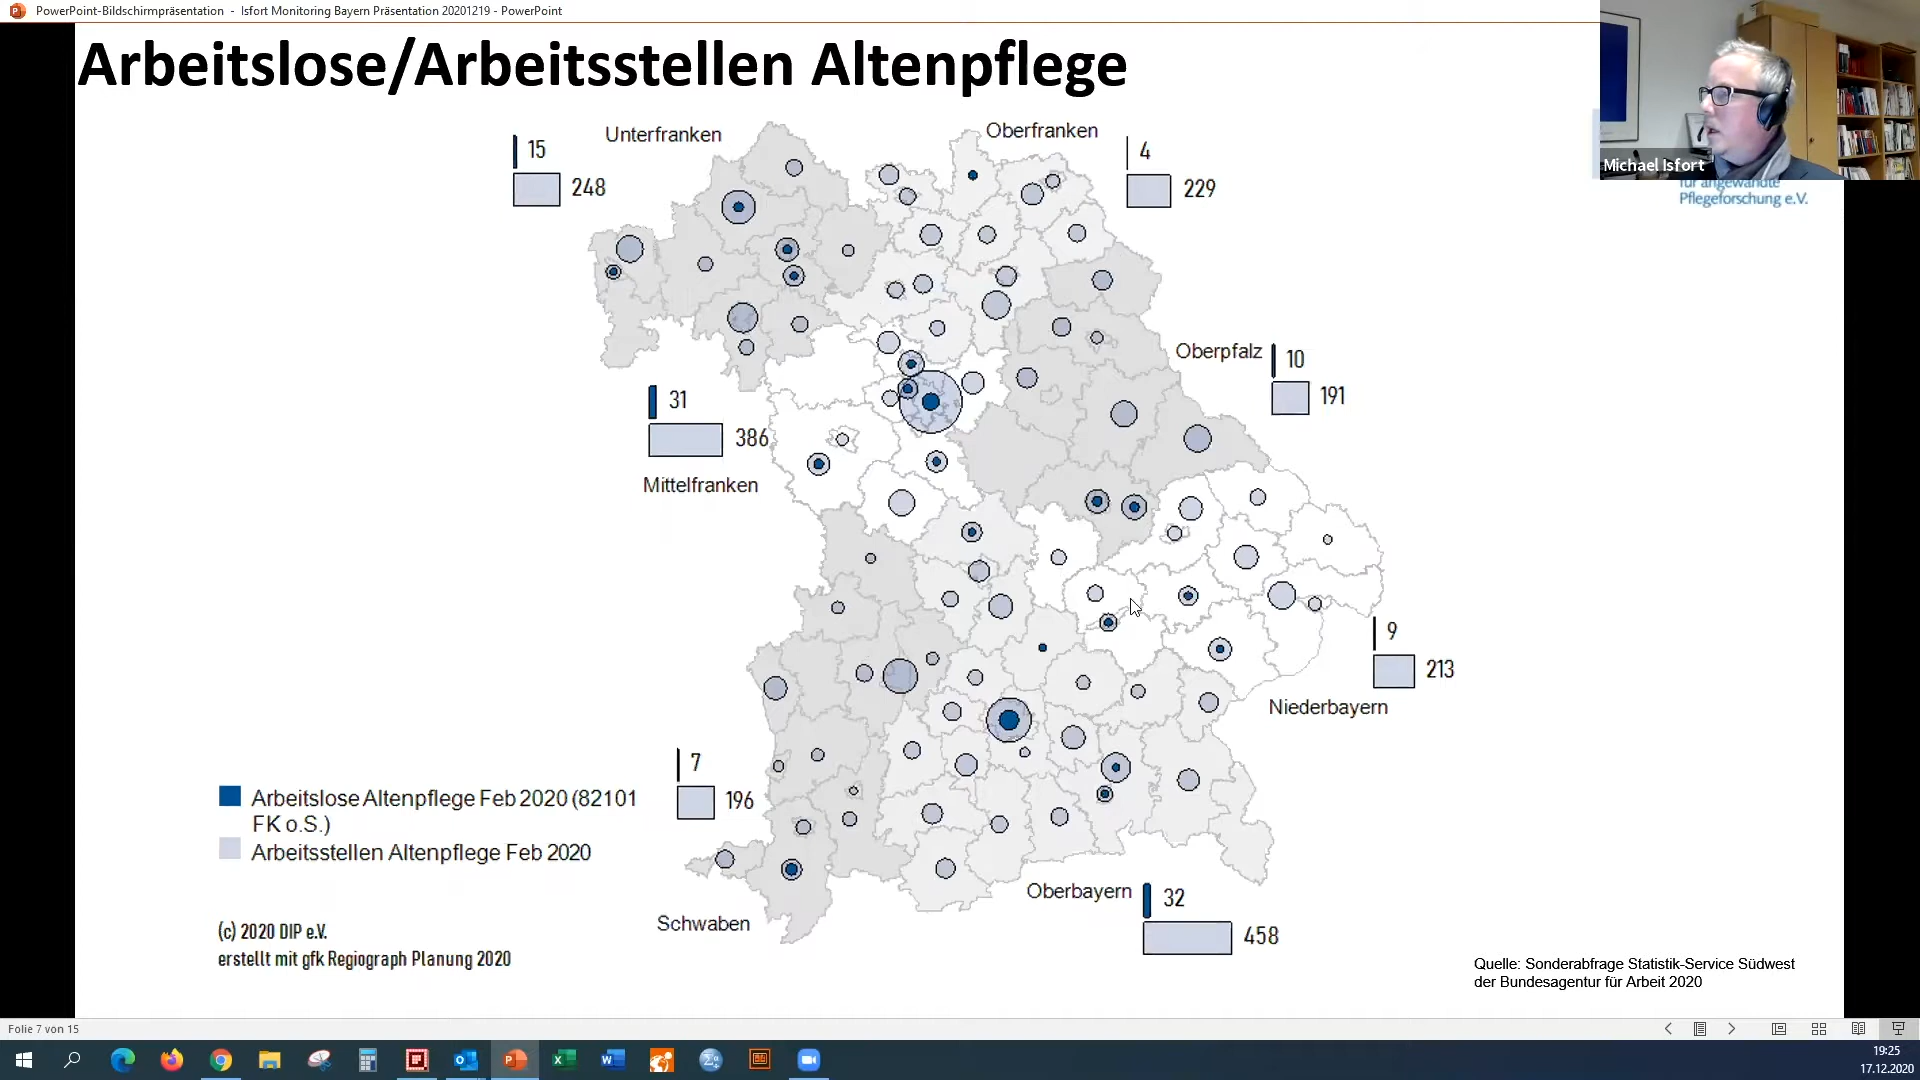 PowerPoint-Bildschirmpräsentation - Isfort Monitoring Bayern Präsentation 20201219 - PowerPoint
Arbeitslose/Arbeitsstellen Altenpflege
Michael Isfort
für angewandte
Pflegeforschung e.V.
Unterfranken
15
248
Oberfranken
4
229
Oberpfalz
10
191
31
386
Mittelfranken
9
213
Niederbayern
7
196
Schwaben
Oberbayern
32
458
Arbeitslose Altenpflege Feb 2020 (82101
FK o.S.)
Arbeitsstellen Altenpflege Feb 2020
(c) 2020 DIP e.V.
erstellt mit gfk Regiograph Planung 2020
Quelle: Sonderabfrage Statistik-Service Südwest
der Bundesagentur für Arbeit 2020
Folie 7 von 15
19:25
17.12.2020